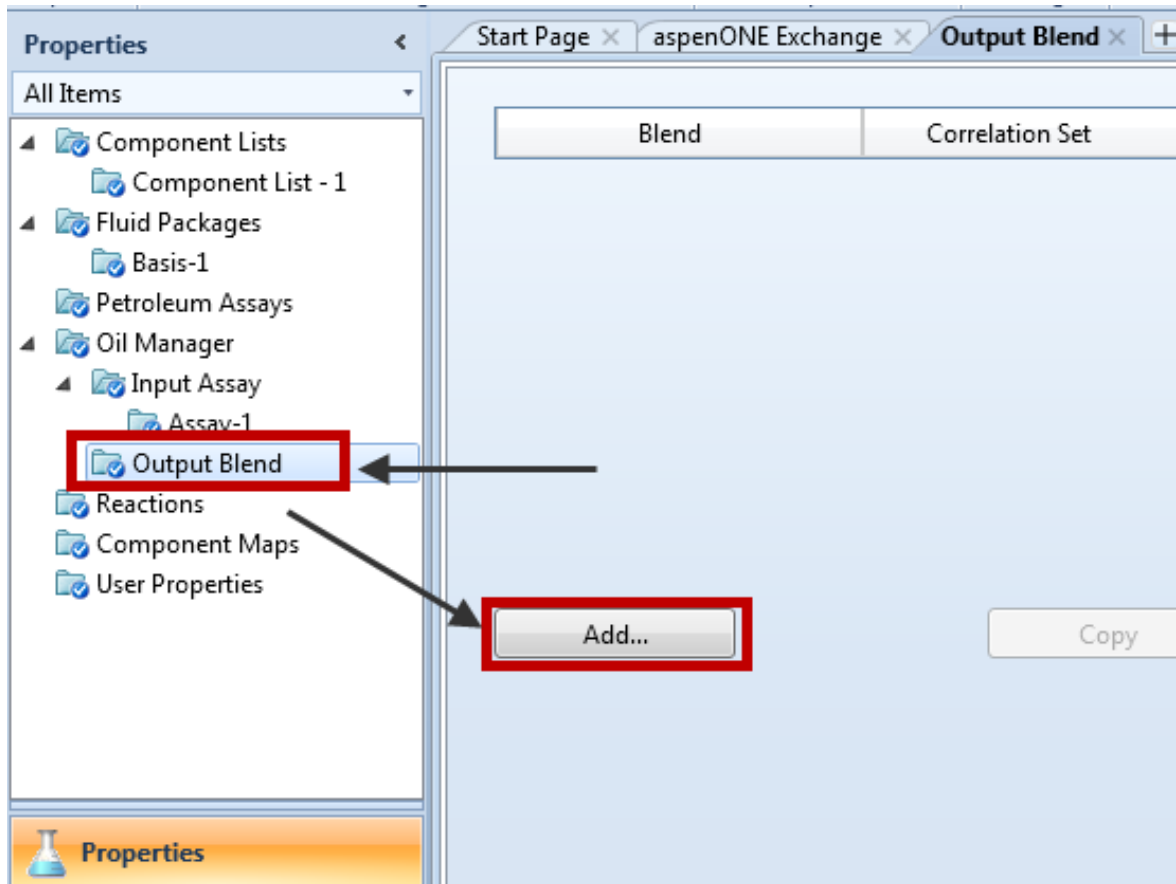 Properties
Start Page
aspenONE Exchange
Output Blend
All Items
Component Lists
Component List - 1
Fluid Packages
Basis-1
Petroleum Assays
Oil Manager
Input Assay
Assay-1
Output Blend
Reactions
Component Maps
User Properties
Properties
Blend
Correlation Set
Add...
Copy